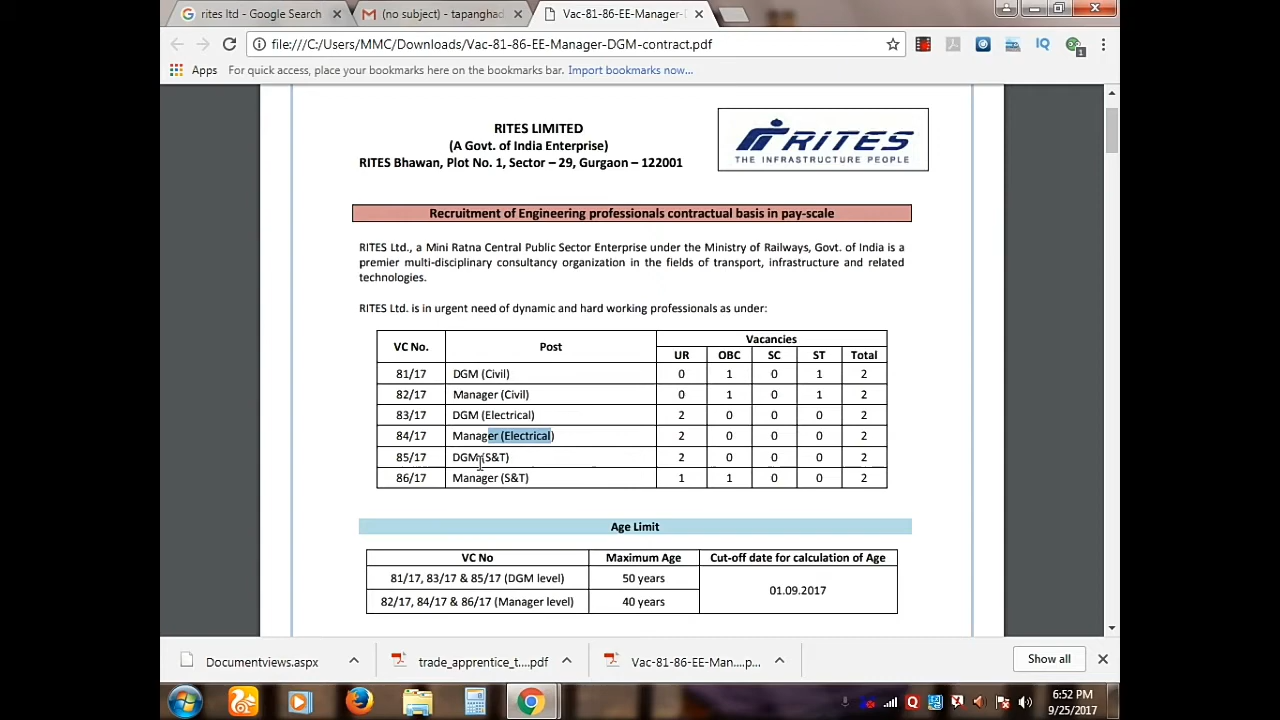 rites ltd - Google Search
(no subject) - tapanghad
Vac-81-86-EE-Manager-D
file:///C:/Users/MMC/Downloads/Vac-81-86-EE-Manager-DGM-contract.pdf
IQ
1
Apps For quick access, place your bookmarks here on the bookmarks bar. Import bookmarks now...
RITES LIMITED
(A Govt. of India Enterprise)
RITES Bhawan, Plot No. 1, Sector – 29, Gurgaon – 122001
RITES
THE INFRASTRUCTURE PEOPLE
Recruitment of Engineering professionals contractual basis in pay-scale
RITES Ltd., a Mini Ratna Central Public Sector Enterprise under the Ministry of Railways, Govt. of India is a
premier multi-disciplinary consultancy organization in the fields of transport, infrastructure and related
technologies.
RITES Ltd. is in urgent need of dynamic and hard working professionals as under:
VC No. Post Vacancies
UR OBC SC ST Total
81/17 DGM (Civil) 0 1 0 1 2
82/17 Manager (Civil) 0 1 0 1 2
83/17 DGM (Electrical) 2 0 0 0 2
84/17 Manager (Electrical) 2 0 0 0 2
85/17 DGM (S&T) 2 0 0 0 2
86/17 Manager (S&T) 1 1 0 0 2
Age Limit
VC No Maximum Age Cut-off date for calculation of Age
81/17, 83/17 & 85/17 (DGM level) 50 years 01.09.2017
82/17, 84/17 & 86/17 (Manager level) 40 years
Documentviews.aspx
trade_apprentice_t....pdf
Vac-81-86-EE-Man....p...
Show all
6:52 PM
9/25/2017